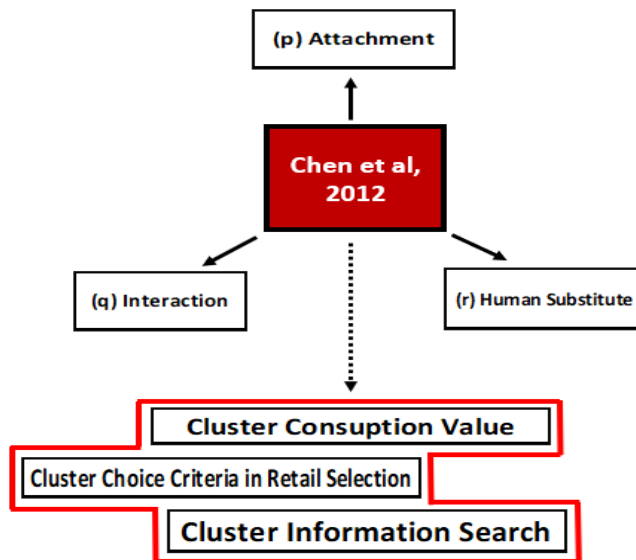 (p) Attachment
Chen et al,
2012
(q) Interaction
(r) Human Substitute
Cluster Consuption Value
Cluster Choice Criteria in Retail Selection
Cluster Information Search